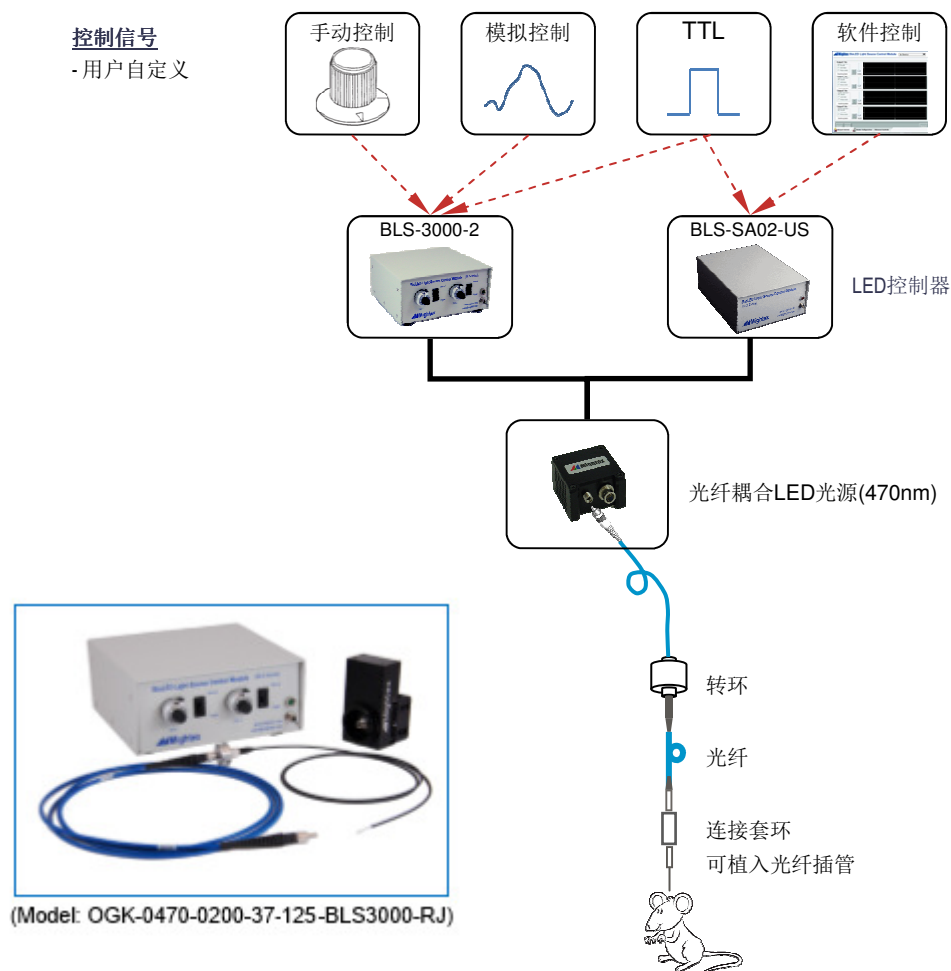 控制信号
- 用户自定义
手动控制
模拟控制
TTL
软件控制
BLS-3000-2
BLS-SA02-US
LED控制器
光纤耦合LED光源(470nm)
转环
光纤
连接套环
可植入光纤插管
Mightex
(Model: OGK-0470-0200-37-125-BLS3000-RJ)